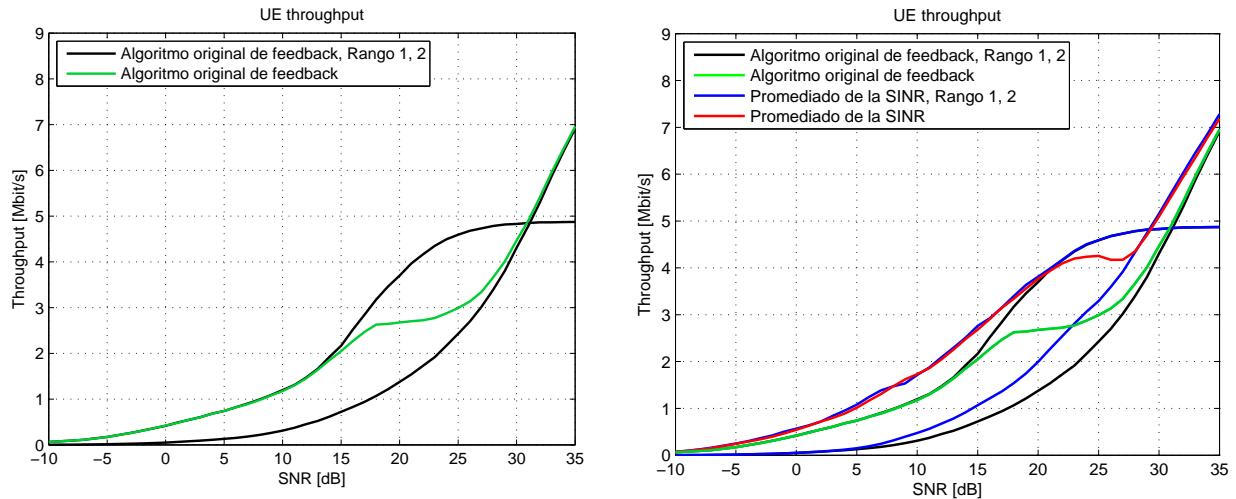 UE throughput
Algoritmo original de feedback, Rango 1, 2
Algoritmo original de feedback
9
8
7
6
5
4
3
2
1
0
Throughput [Mbit/s]
−10 −5 0 5 10 15 20 25 30 35
SNR [dB]
UE throughput
Algoritmo original de feedback, Rango 1, 2
Algoritmo original de feedback
Promediado de la SINR, Rango 1, 2
Promediado de la SINR
9
8
7
6
5
4
3
2
1
0
Throughput [Mbit/s]
−10 −5 0 5 10 15 20 25 30 35
SNR [dB]